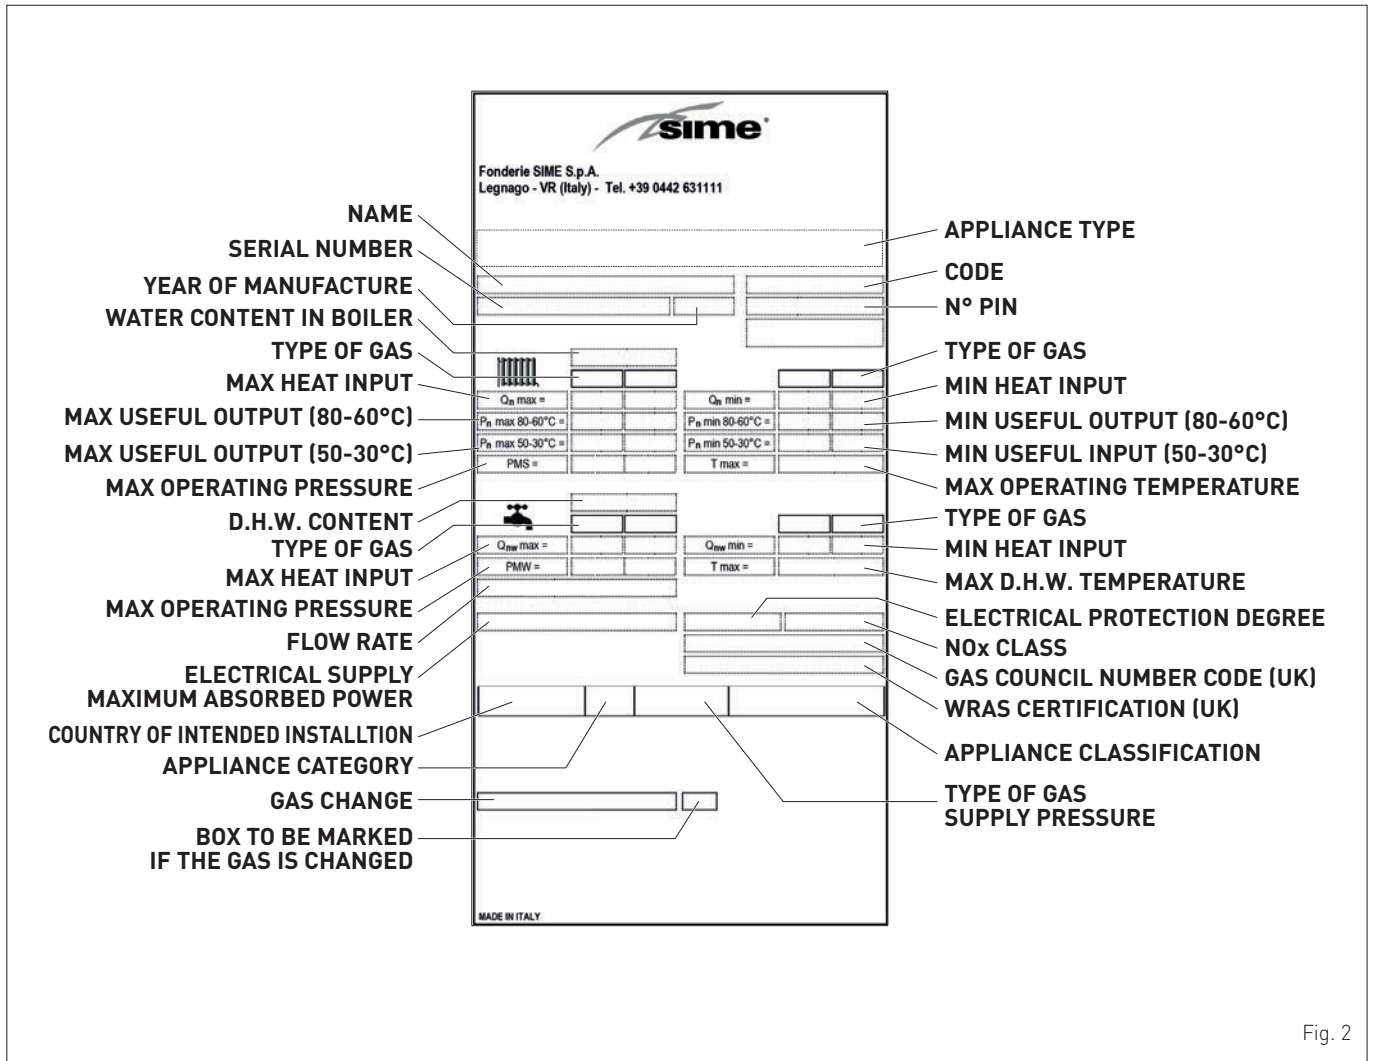 sime®
Fonderie SIME S.p.A.
Legnago - VR (Italy) - Tel. +39 0442 631111
NAME
SERIAL NUMBER
YEAR OF MANUFACTURE
WATER CONTENT IN BOILER
TYPE OF GAS
MAX HEAT INPUT
MAX USEFUL OUTPUT (80-60°C)
MAX USEFUL OUTPUT (50-30°C)
MAX OPERATING PRESSURE
D.H.W. CONTENT
TYPE OF GAS
MAX HEAT INPUT
MAX OPERATING PRESSURE
FLOW RATE
ELECTRICAL SUPPLY
MAXIMUM ABSORBED POWER
COUNTRY OF INTENDED INSTALLTION
APPLIANCE CATEGORY
GAS CHANGE
BOX TO BE MARKED
IF THE GAS IS CHANGED
Qn max =
Pn max 80-60°C =
Pn max 50-30°C =
PMS =
Qn min =
Pn min 80-60°C =
Pn min 50-30°C =
T max =
Qnw max =
PMW =
Qnw min =
T max =
MADE IN ITALY
APPLIANCE TYPE
CODE
N° PIN
TYPE OF GAS
MIN HEAT INPUT
MIN USEFUL OUTPUT (80-60°C)
MIN USEFUL INPUT (50-30°C)
MAX OPERATING TEMPERATURE
TYPE OF GAS
MIN HEAT INPUT
MAX D.H.W. TEMPERATURE
ELECTRICAL PROTECTION DEGREE
NOx CLASS
GAS COUNCIL NUMBER CODE (UK)
WRAS CERTIFICATION (UK)
APPLIANCE CLASSIFICATION
TYPE OF GAS
SUPPLY PRESSURE
Fig. 2